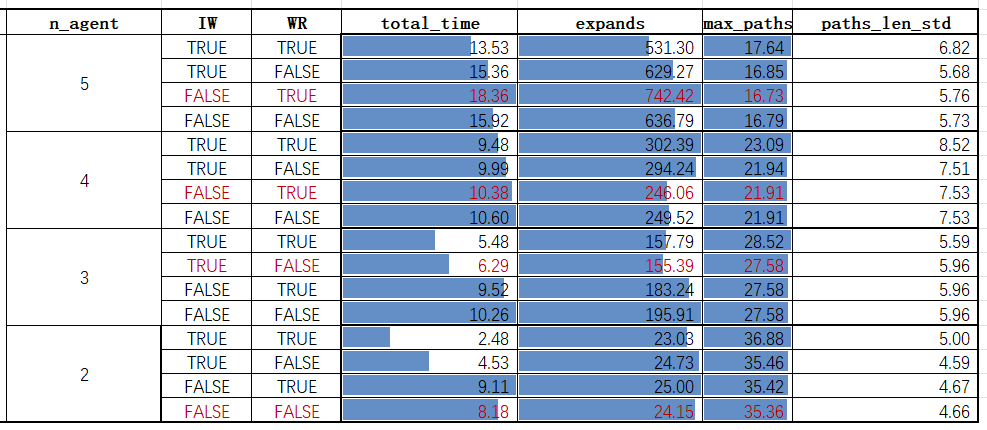 n_agent IW WR total_time expands max_paths paths_len_std
5 TRUE TRUE 13.53 531.30 17.64 6.82
TRUE FALSE 15.36 629.27 16.85 5.68
FALSE TRUE 18.36 742.42 16.73 5.76
FALSE FALSE 15.92 636.79 16.79 5.73
4 TRUE TRUE 9.48 302.39 23.09 8.52
TRUE FALSE 9.99 294.24 21.94 7.51
FALSE TRUE 10.38 246.06 21.91 7.53
FALSE FALSE 10.60 249.52 21.91 7.53
3 TRUE TRUE 5.48 157.79 28.52 5.59
TRUE FALSE 6.29 155.39 27.58 5.96
FALSE TRUE 9.52 183.24 27.58 5.96
FALSE FALSE 10.26 195.91 27.58 5.96
2 TRUE TRUE 2.48 23.03 36.88 5.00
TRUE FALSE 4.53 24.73 35.46 4.59
FALSE TRUE 9.11 25.00 35.42 4.67
FALSE FALSE 8.18 24.15 35.36 4.66